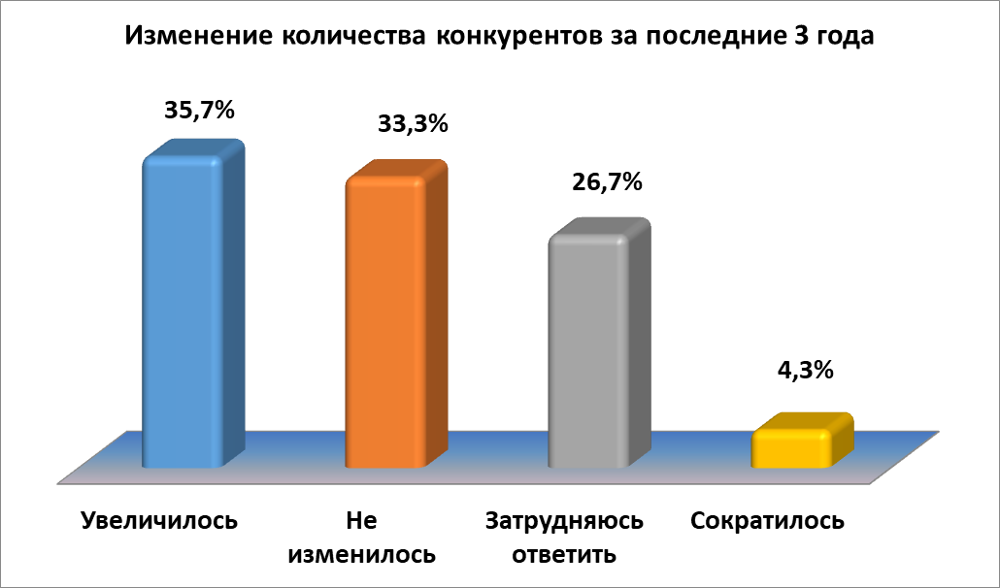 Изменение количества конкурентов за последние 3 года
35,7%
33,3%
26,7%
4,3%
Увеличилось
Не
изменилось
Затрудняюсь
ответить
Сократилось